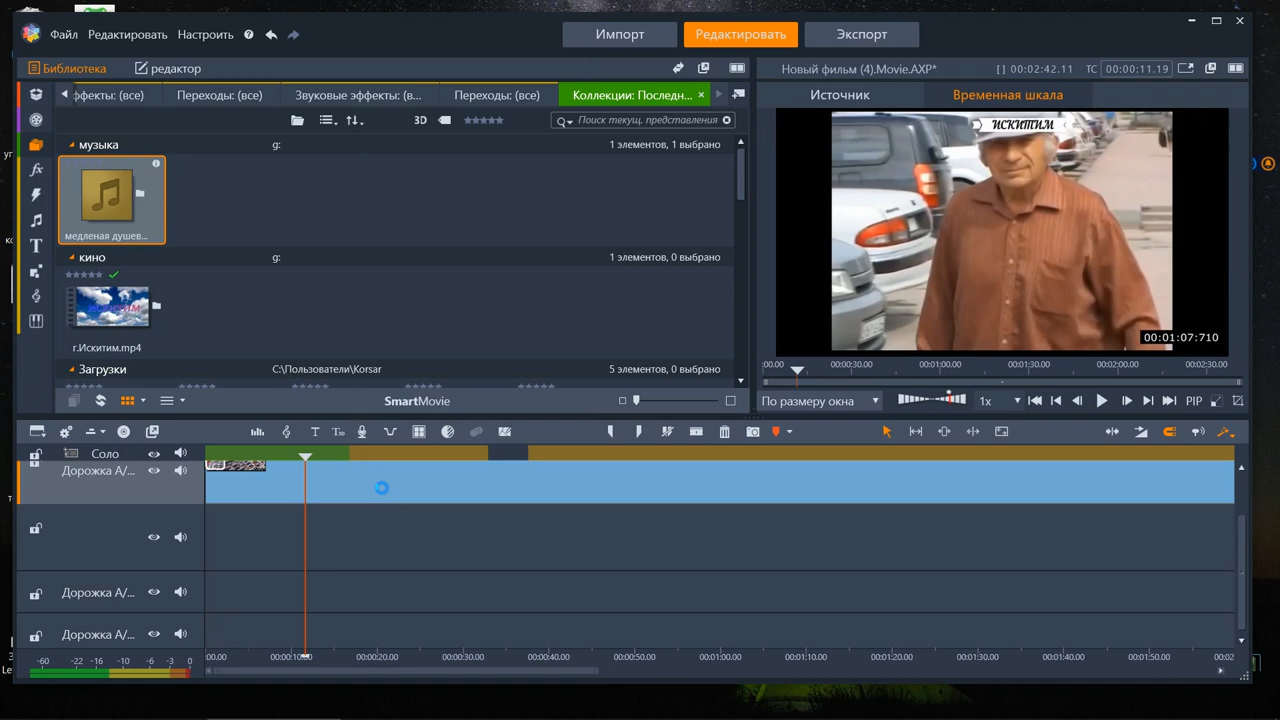 Файл Редактировать Настроить Импорт Редактировать Экспорт
Библиотека редактор Новый фильм (4).Movie.AXP* [ ] 00:02:42.11 TC 00:00:11.19
ффекты: (все) Переходы: (все) Звуковые эффекты: (в... Переходы: (все) Коллекции: Последн... × Источник Временная шкала
3D Поиск текущ. представления
ИСКИТИМ
музыка g: 1 элементов, 1 выбрано
медленая душев...
кино g: 1 элементов, 0 выбрано
г.Искитим.mp4
00:01:07:710
Загрузки C:\Пользователи\Korsar 5 элементов, 0 выбрано
:00.00 00:00:30.00 00:01:00.00 00:01:30.00 00:02:00.00 00:02:30.00
SmartMovie По размеру окна 1x PIP
Соло
Дорожка А/...
Дорожка А/...
Дорожка А/...
-60 -22 -16 -10 -6 -3 0 :00.00 00:00:20.00 00:00:30.00 00:00:40.00 00:00:50.00 00:01:00.00 00:01:10.00 00:01:20.00 00:01:30.00 00:01:40.00 00:01:50.00 00:02